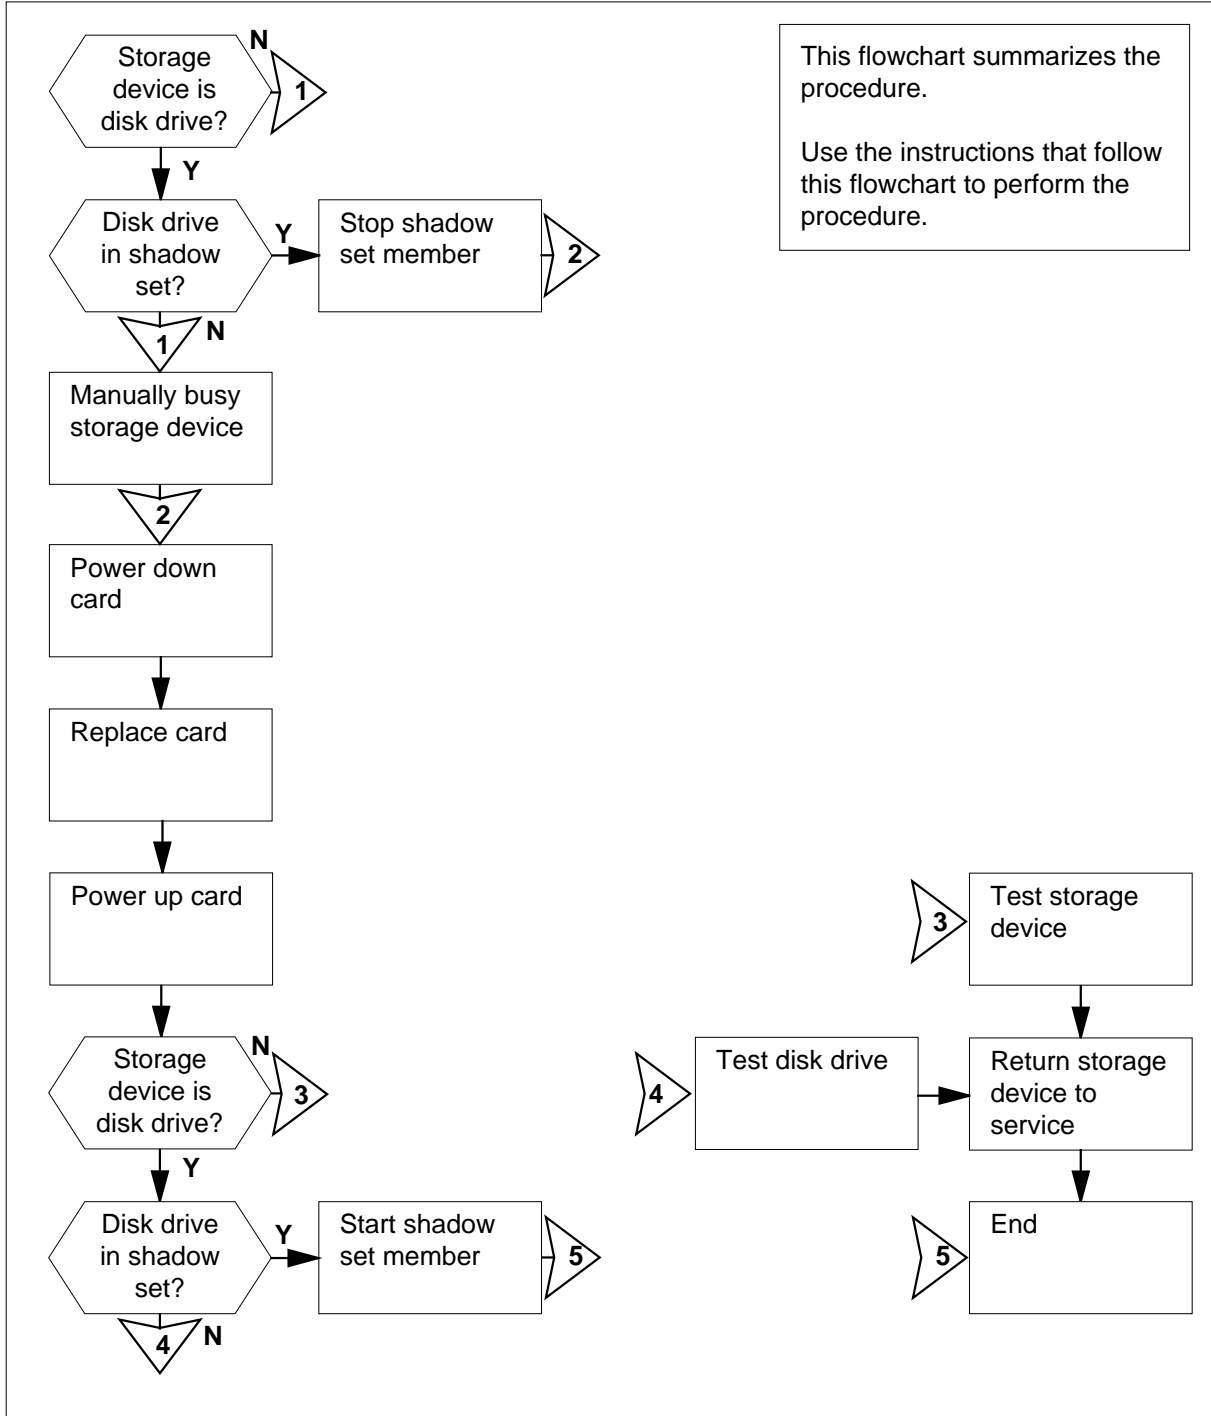 Storage
device is
disk drive?
N
1
Y
This flowchart summarizes the
procedure.
Use the instructions that follow
this flowchart to perform the
procedure.
Disk drive
in shadow
set?
Y
Stop shadow
set member
2
N
1
Manually busy
storage device
2
Power down
card
Replace card
Power up card
3
Test storage
device
Storage
device is
disk drive?
N
3
Y
4
Test disk drive
Return storage
device to
service
Disk drive
in shadow
set?
Y
Start shadow
set member
5
5
End
N
4